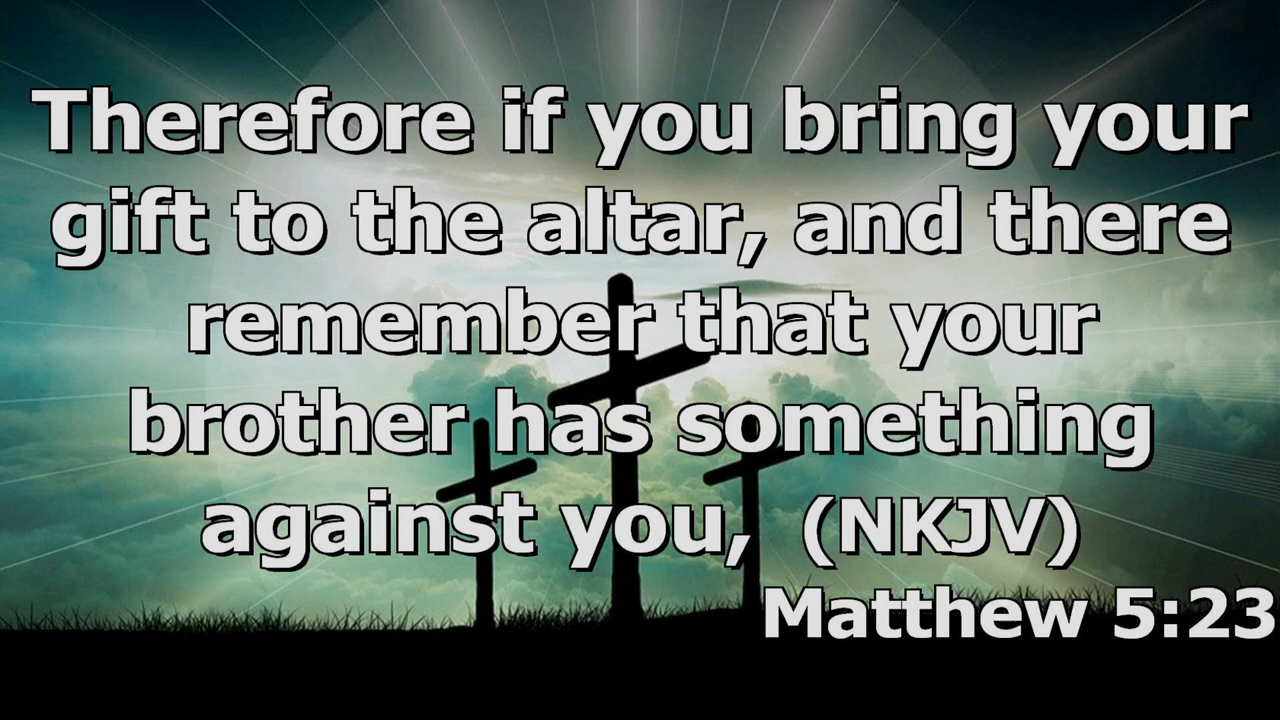 Therefore if you bring your
gift to the altar, and there
remember that your
brother has something
against you, (NKJV)
Matthew 5:23